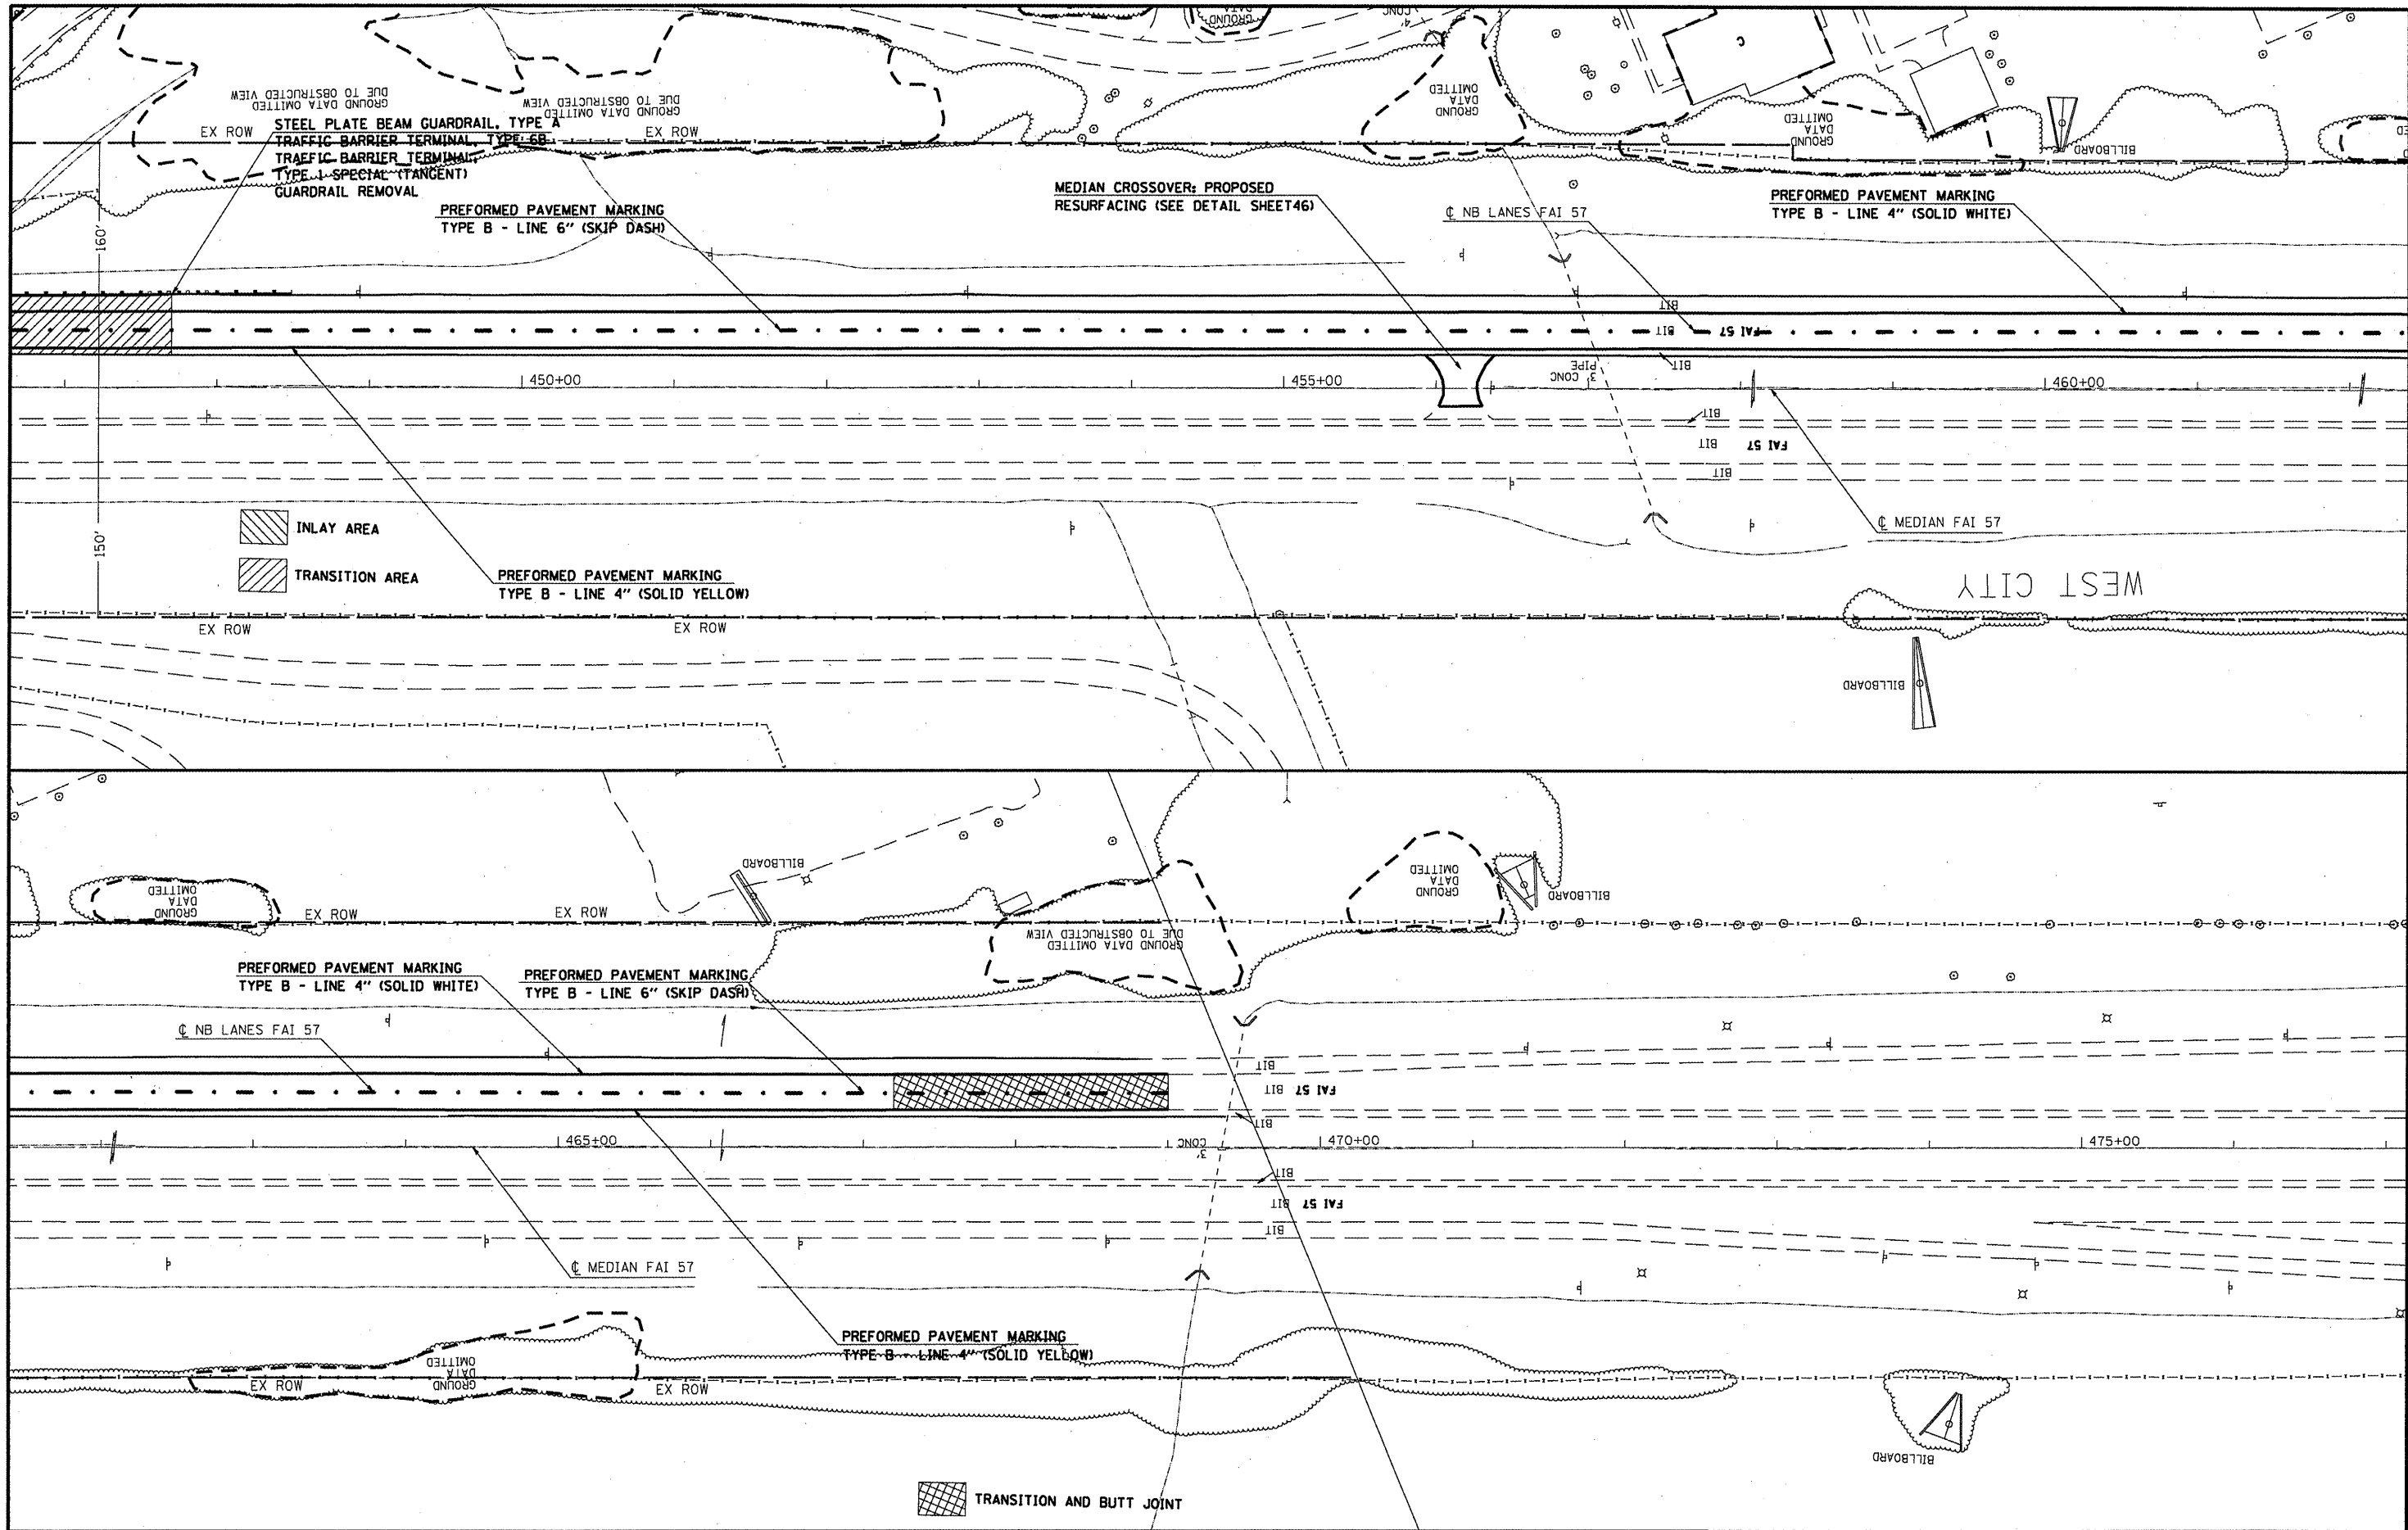 CONC
4'
GROUND
DATA
C
GROUND DATA OMITTED
DUE TO OBSTRUCTED VIEW
GROUND DATA OMITTED
DUE TO OBSTRUCTED VIEW
GROUND
DATA
OMITTED
GROUND
DATA
OMITTED
BILLBOARD
EX ROW
EX ROW
STEEL PLATE BEAM GUARDRAIL, TYPE A
TRAFFIC BARRIER TERMINAL, TYPE 6B
TRAFFIC BARRIER TERMINAL,
TYPE 1 SPECIAL (TANGENT)
GUARDRAIL REMOVAL
PREFORMED PAVEMENT MARKING
TYPE B - LINE 6" (SKIP DASH)
MEDIAN CROSSOVER: PROPOSED
RESURFACING (SEE DETAIL SHEET46)
℄ NB LANES FAI 57
PREFORMED PAVEMENT MARKING
TYPE B - LINE 4" (SOLID WHITE)
160'
BIT
BIT
FAI 57
BIT
3' CONC
PIPE
450+00
455+00
460+00
BIT
BIT
FAI 57
BIT
150'
INLAY AREA
TRANSITION AREA
PREFORMED PAVEMENT MARKING
TYPE B - LINE 4" (SOLID YELLOW)
℄ MEDIAN FAI 57
WEST CITY
EX ROW
EX ROW
BILLBOARD
BILLBOARD
GROUND
DATA
OMITTED
EX ROW
EX ROW
GROUND DATA OMITTED
DUE TO OBSTRUCTED VIEW
GROUND
DATA
OMITTED
BILLBOARD
PREFORMED PAVEMENT MARKING
TYPE B - LINE 4" (SOLID WHITE)
PREFORMED PAVEMENT MARKING
TYPE B - LINE 6" (SKIP DASH)
℄ NB LANES FAI 57
BIT
BIT
FAI 57
BIT
3'
CONC
465+00
470+00
475+00
BIT
BIT
FAI 57
BIT
℄ MEDIAN FAI 57
PREFORMED PAVEMENT MARKING
TYPE B - LINE 4" (SOLID YELLOW)
GROUND
DATA
OMITTED
EX ROW
EX ROW
BILLBOARD
TRANSITION AND BUTT JOINT